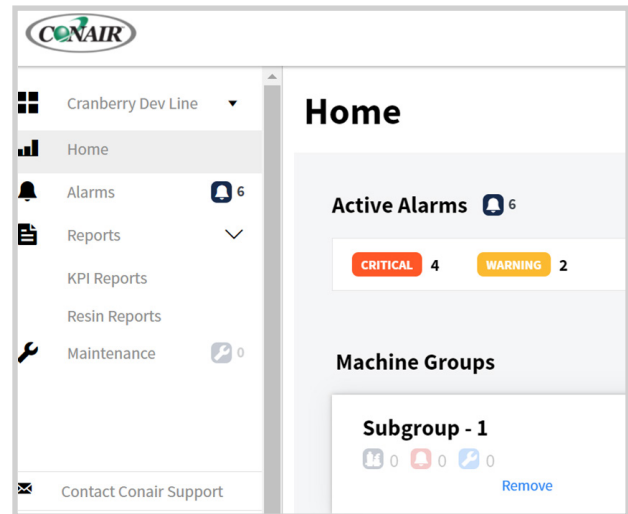 CONAIR
Cranberry Dev Line
Home
Alarms 6
Reports
KPI Reports
Resin Reports
Maintenance 0
Contact Conair Support
Home
Active Alarms 6
CRITICAL 4 WARNING 2
Machine Groups
Subgroup - 1
0 0 0
Remove